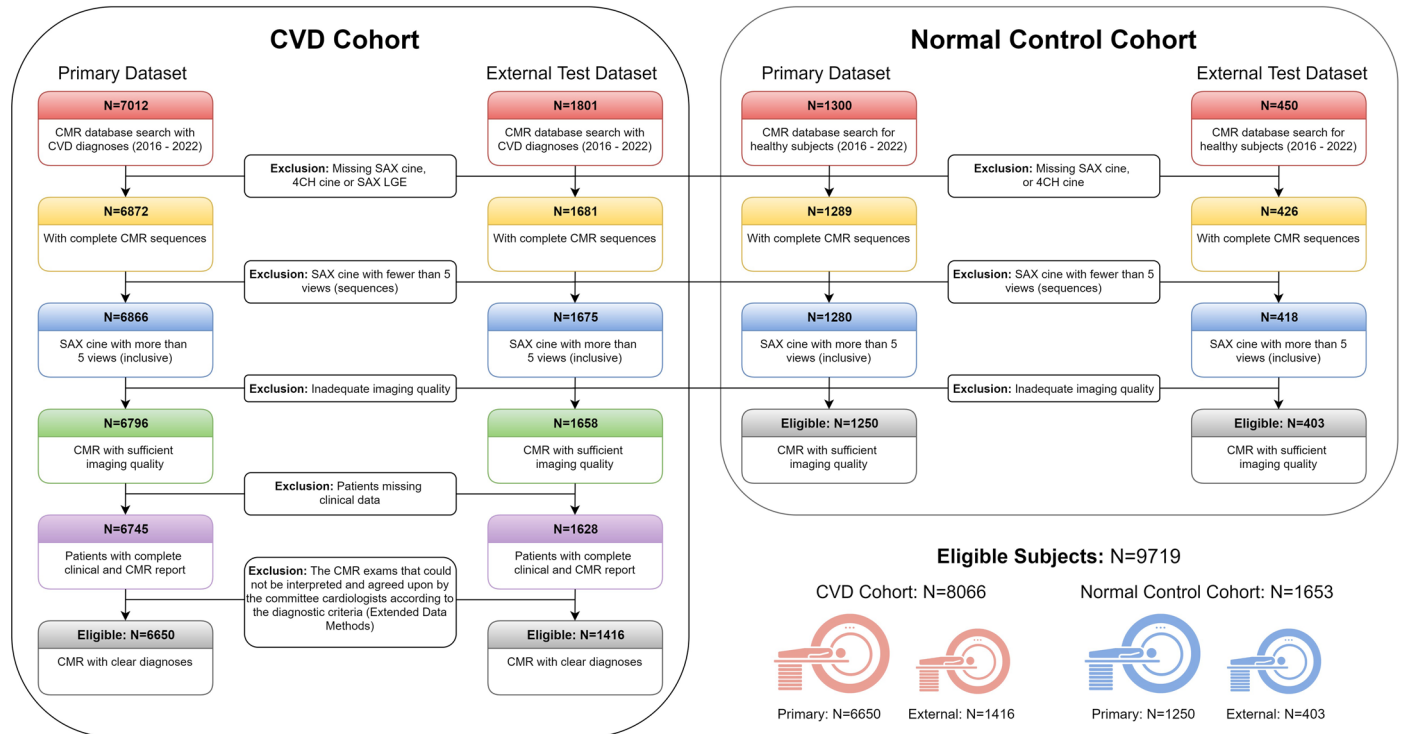 CVD Cohort
Primary Dataset
External Test Dataset
N=7012
CMR database search with
CVD diagnoses (2016 - 2022)
N=1801
CMR database search with
CVD diagnoses (2016 - 2022)
Exclusion: Missing SAX cine,
4CH cine or SAX LGE
N=6872
With complete CMR sequences
N=1681
With complete CMR sequences
Exclusion: SAX cine with fewer than 5
views (sequences)
N=6866
SAX cine with more than
5 views (inclusive)
N=1675
SAX cine with more than
5 views (inclusive)
Exclusion: Inadequate imaging quality
N=6796
CMR with sufficient
imaging quality
N=1658
CMR with sufficient
imaging quality
Exclusion: Patients missing
clinical data
N=6745
Patients with complete
clinical and CMR report
N=1628
Patients with complete
clinical and CMR report
Exclusion: The CMR exams that could
not be interpreted and agreed upon by
the committee cardiologists according to
the diagnostic criteria (Extended Data
Methods)
Eligible: N=6650
CMR with clear diagnoses
Eligible: N=1416
CMR with clear diagnoses
Normal Control Cohort
Primary Dataset
External Test Dataset
N=1300
CMR database search for
healthy subjects (2016 - 2022)
N=450
CMR database search for
healthy subjects (2016 - 2022)
Exclusion: Missing SAX cine,
or 4CH cine
N=1289
With complete CMR sequences
N=426
With complete CMR sequences
Exclusion: SAX cine with fewer than 5
views (sequences)
N=1280
SAX cine with more than 5
views (inclusive)
N=418
SAX cine with more than 5
views (inclusive)
Exclusion: Inadequate imaging quality
Eligible: N=1250
CMR with sufficient
imaging quality
Eligible: N=403
CMR with sufficient
imaging quality
Eligible Subjects: N=9719
CVD Cohort: N=8066
Normal Control Cohort: N=1653
Primary: N=6650
External: N=1416
Primary: N=1250
External: N=403